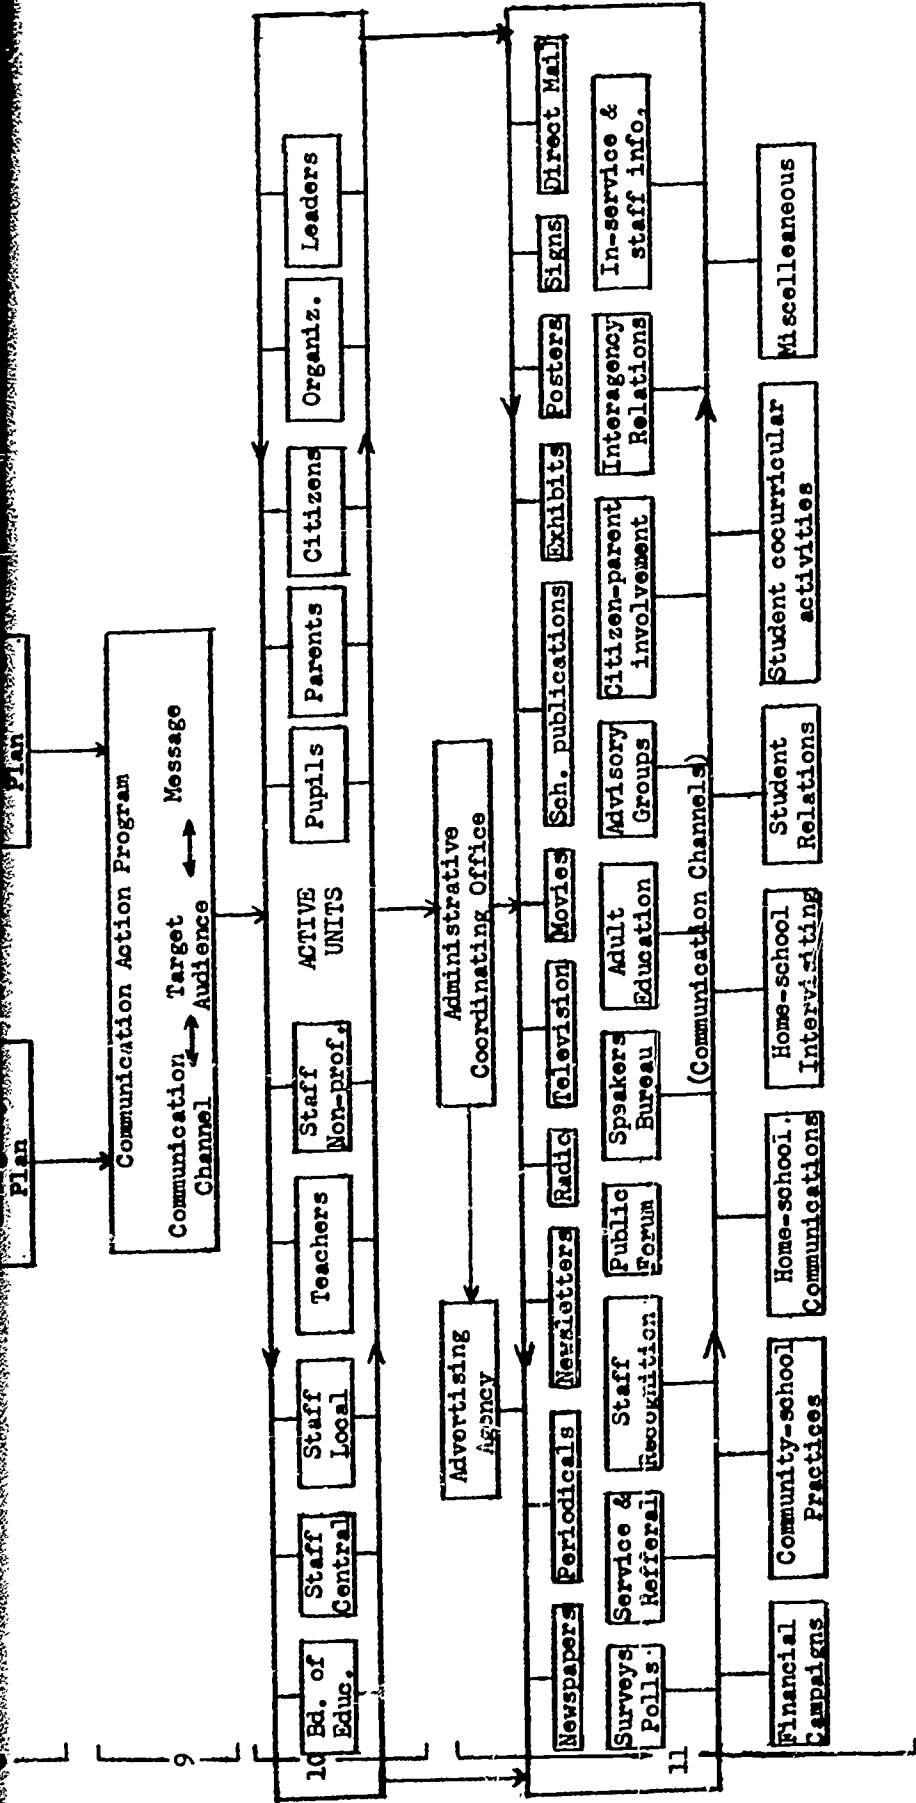 Plan
Plan
9
Communication Action Program
Communication Target Message
Channel Audience
10
Bd. of
Educ.
Staff
Central
Staff
Local
Teachers
Staff
Non-prof.
ACTIVE
UNITS
Pupils
Parents
Citizens
Organiz.
Leaders
Advertising
Agency
Administrative
Coordinating Office
11
Newspapers
Periodicals
Newsletters
Radio
Television
Movies
Sch. publications
Exhibits
Posters
Signs
Direct Mail
Surveys
Polls
Service &
Refferal
Staff
Recognition
Public
Forum
Speakers
Bureau
Adult
Education
Advisory
Groups
Citizen-parent
involvement
Interagency
Relations
In-service &
staff info.
(Communication Channels)
Financial
Campaigns
Community-school
Practices
Home-school
Communications
Home-school
Intervisiting
Student
Relations
Student cocurricular
activities
Miscelleaneous